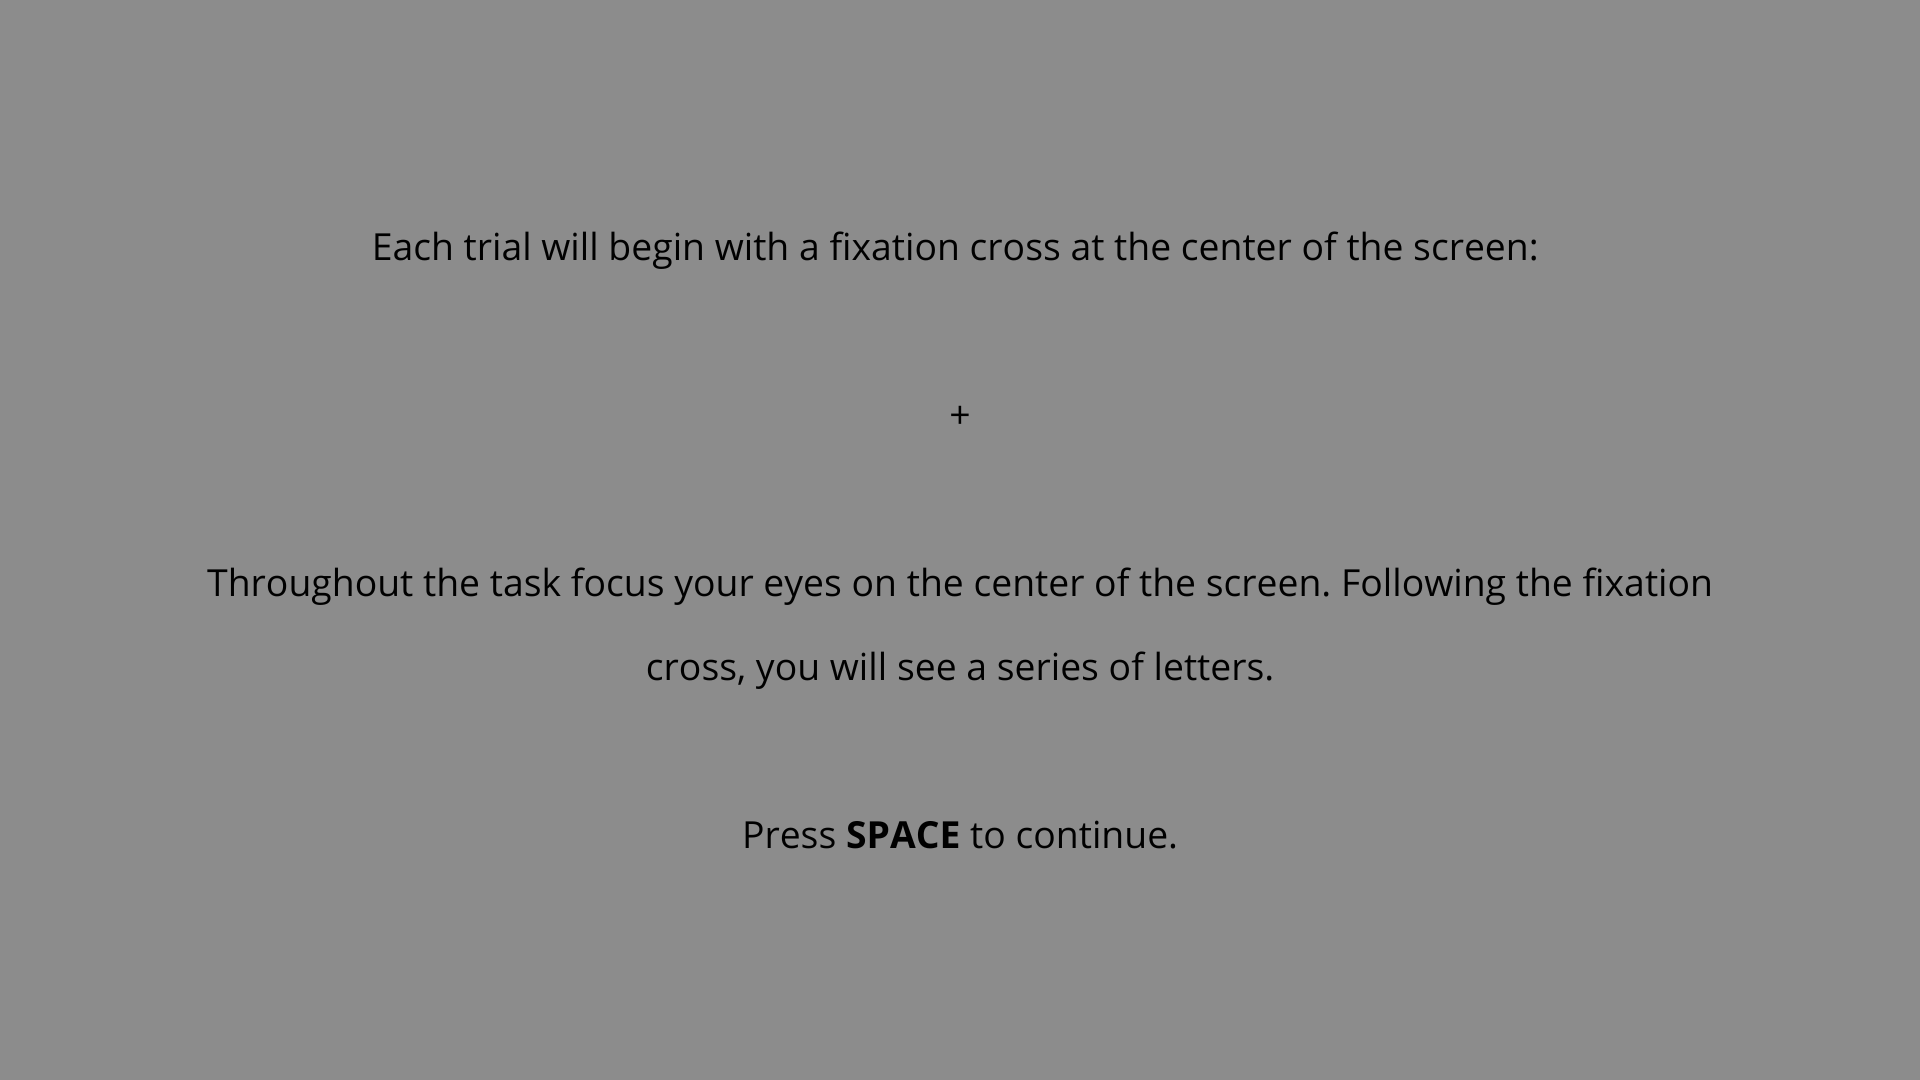 Each trial will begin with a fixation cross at the center of the screen:
+
Throughout the task focus your eyes on the center of the screen. Following the fixation
cross, you will see a series of letters.
Press SPACE to continue.